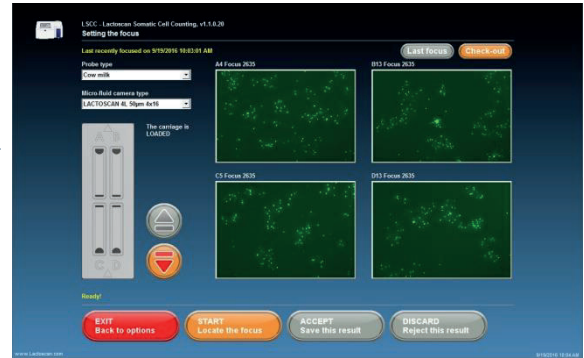 LSCC - Lactoscan Somatic Cell Counting, v1.1.0.20
Setting the focus
Last recently focused on 9/19/2016 10:03:01 AM
Last focus
Check-out
Probe type
Cow milk
Micro-fluid camera type
LACTOSCAN 4L 50µm 4x16
The carriage is
LOADED
A B
C D
A4 Focus 2635
B13 Focus 2635
C5 Focus 2635
D13 Focus 2635
Ready!
EXIT
Back to options
START
Locate the focus
ACCEPT
Save this result
DISCARD
Reject this result
www.Lactoscan.com